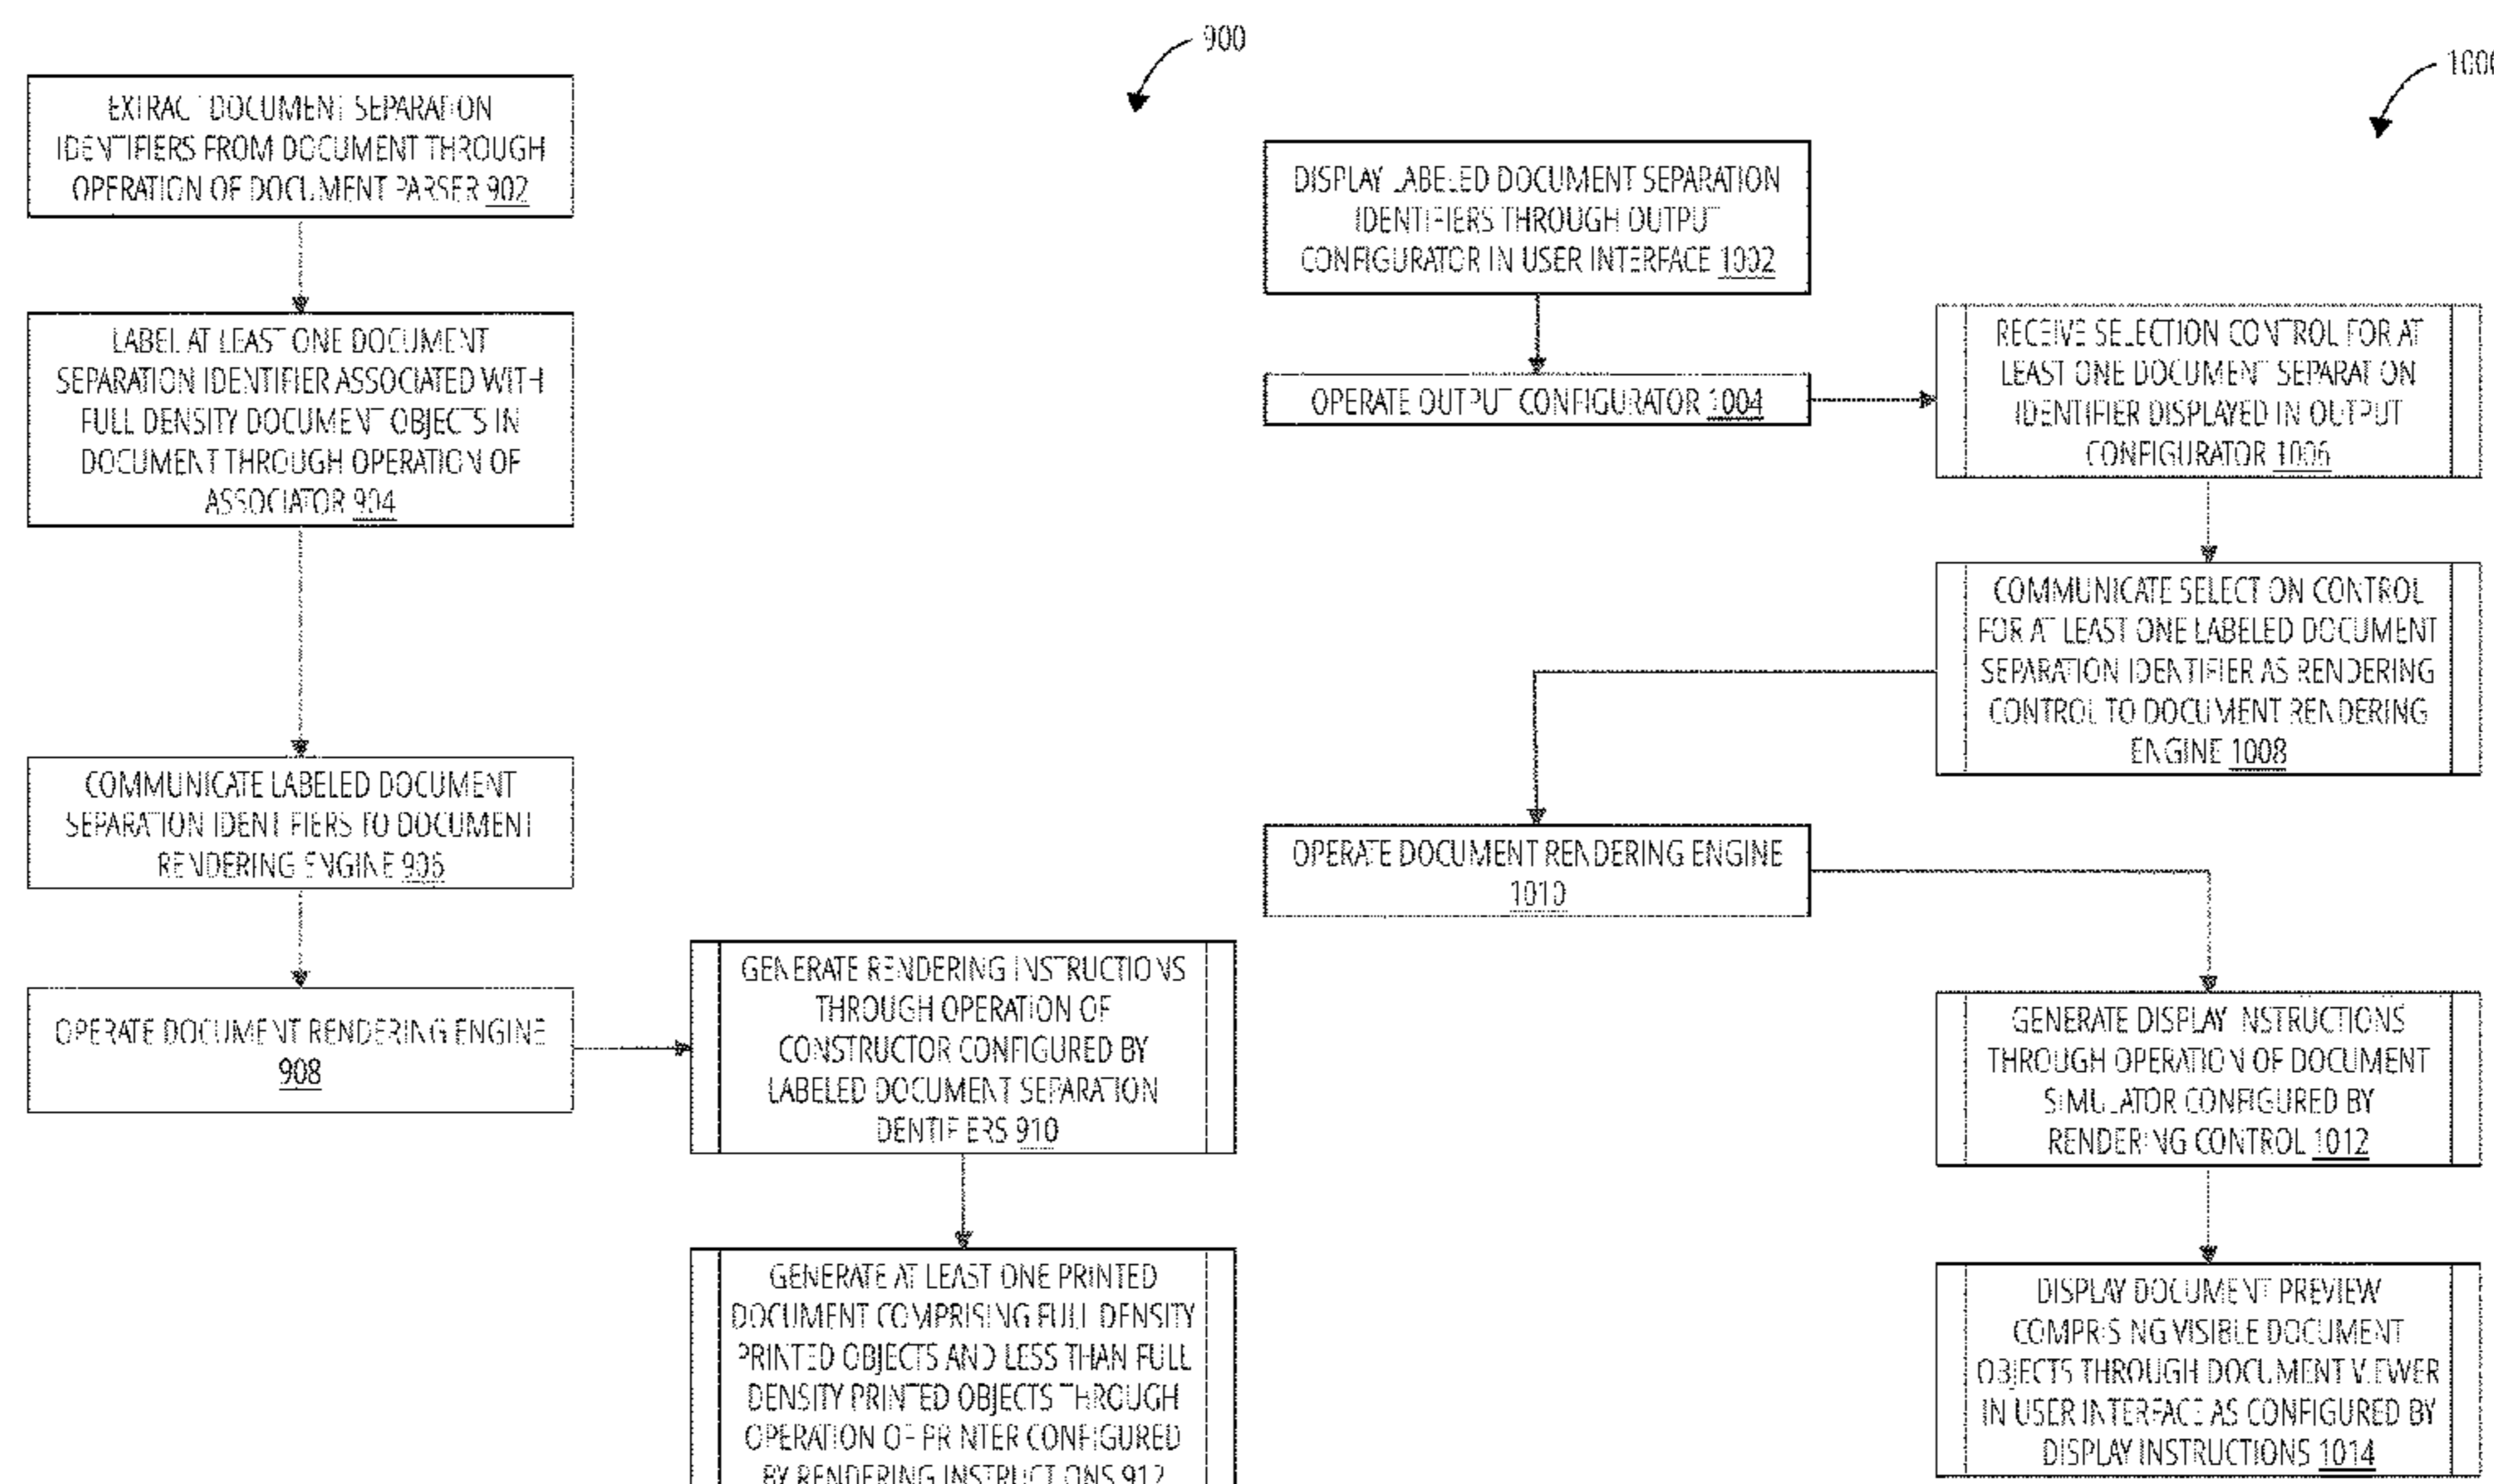 900
EXTRACT DOCUMENT SEPARATION
IDENTIFIERS FROM DOCUMENT THROUGH
OPERATION OF DOCUMENT PARSER 902
LABEL AT LEAST ONE DOCUMENT
SEPARATION IDENTIFIER ASSOCIATED WITH
FULL DENSITY DOCUMENT OBJECTS IN
DOCUMENT THROUGH OPERATION OF
ASSOCIATOR 904
COMMUNICATE LABELED DOCUMENT
SEPARATION IDENTIFIERS TO DOCUMENT
RENDERING ENGINE 906
OPERATE DOCUMENT RENDERING ENGINE
908
GENERATE RENDERING INSTRUCTIONS
THROUGH OPERATION OF
CONSTRUCTOR CONFIGURED BY
LABELED DOCUMENT SEPARATION
IDENTIFIERS 910
GENERATE AT LEAST ONE PRINTED
DOCUMENT COMPRISING FULL DENSITY
PRINTED OBJECTS AND LESS THAN FULL
DENSITY PRINTED OBJECTS THROUGH
OPERATION OF PRINTER CONFIGURED
BY RENDERING INSTRUCTIONS 912
1000
DISPLAY LABELED DOCUMENT SEPARATION
IDENTIFIERS THROUGH OUTPUT
CONFIGURATOR IN USER INTERFACE 1002
OPERATE OUTPUT CONFIGURATOR 1004
RECEIVE SELECTION CONTROL FOR AT
LEAST ONE DOCUMENT SEPARATION
IDENTIFIER DISPLAYED IN OUTPUT
CONFIGURATOR 1006
COMMUNICATE SELECTION CONTROL
FOR AT LEAST ONE LABELED DOCUMENT
SEPARATION IDENTIFIER AS RENDERING
CONTROL TO DOCUMENT RENDERING
ENGINE 1008
OPERATE DOCUMENT RENDERING ENGINE
1010
GENERATE DISPLAY INSTRUCTIONS
THROUGH OPERATION OF DOCUMENT
SIMULATOR CONFIGURED BY
RENDERING CONTROL 1012
DISPLAY DOCUMENT PREVIEW
COMPRISING VISIBLE DOCUMENT
OBJECTS THROUGH DOCUMENT VIEWER
IN USER INTERFACE AS CONFIGURED BY
DISPLAY INSTRUCTIONS 1014